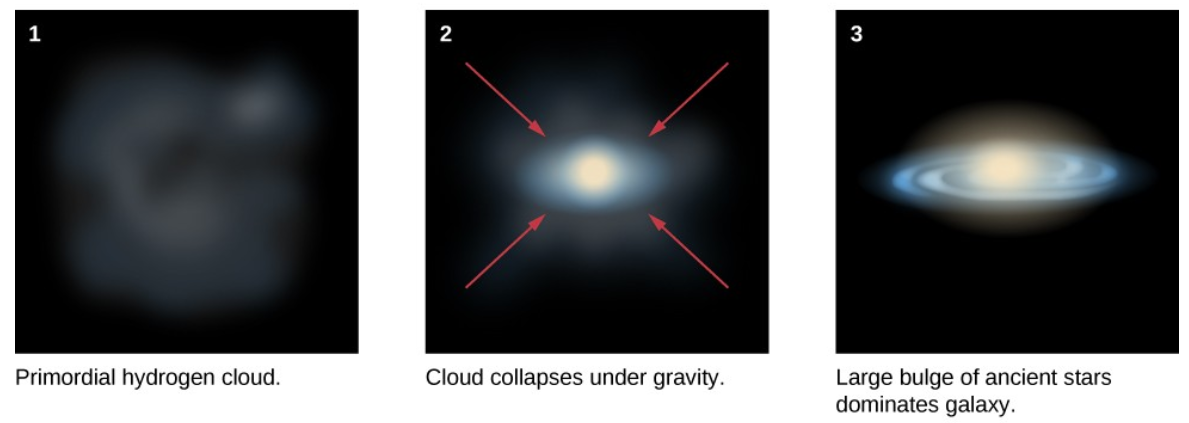 1
2
3
Primordial hydrogen cloud.
Cloud collapses under gravity.
Large bulge of ancient stars
dominates galaxy.